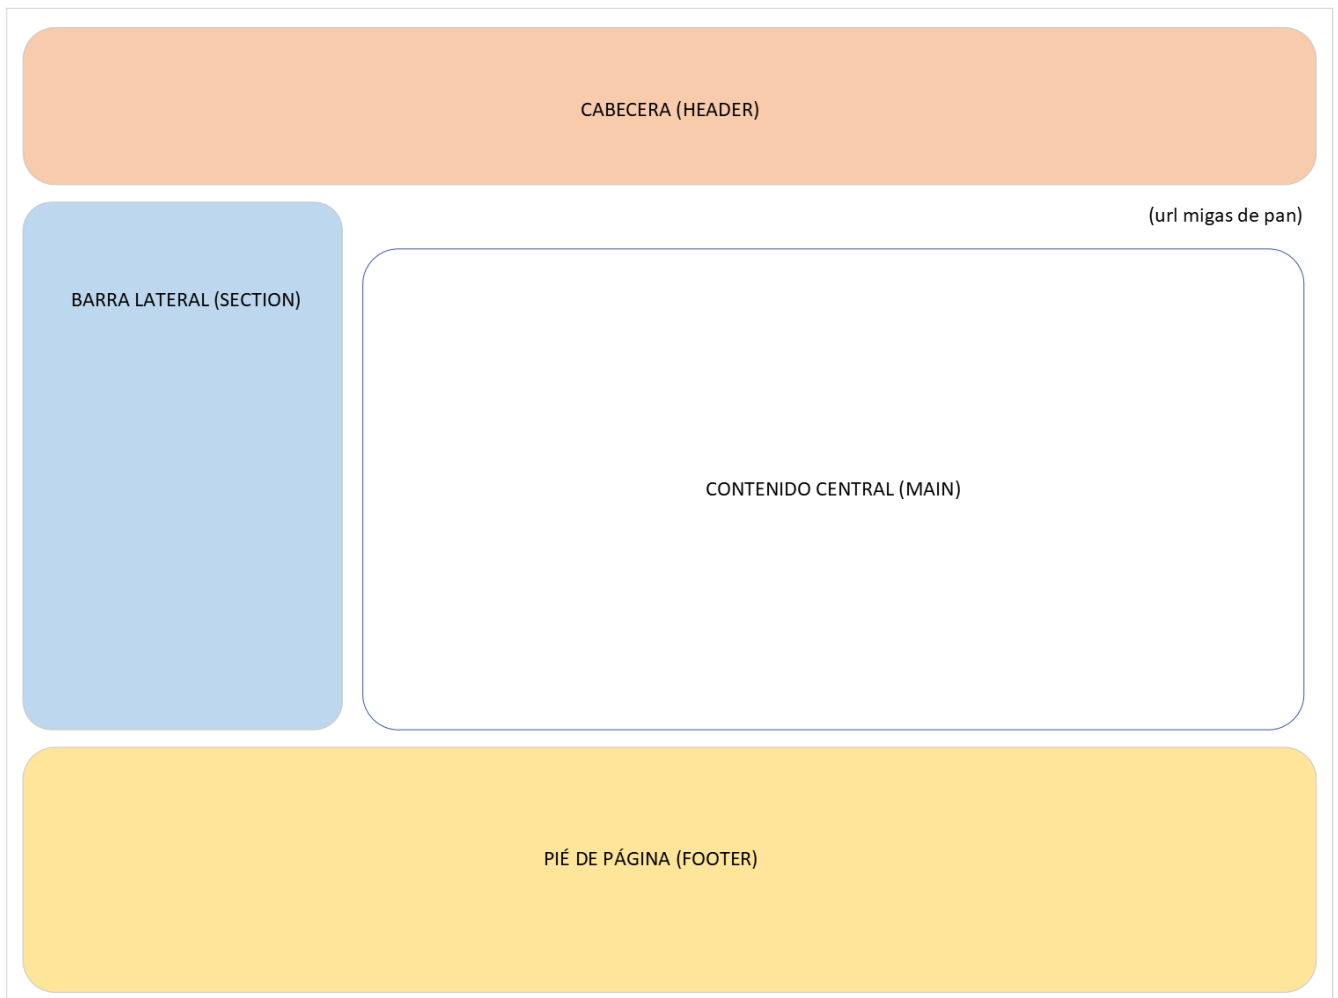 CABECERA (HEADER)
(url migas de pan)
BARRA LATERAL (SECTION)
CONTENIDO CENTRAL (MAIN)
PIÉ DE PÁGINA (FOOTER)